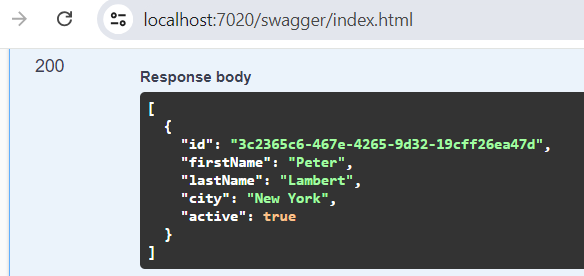 localhost:7020/swagger/index.html
200
Response body
[
  {
    "id": "3c2365c6-467e-4265-9d32-19cff26ea47d",
    "firstName": "Peter",
    "lastName": "Lambert",
    "city": "New York",
    "active": true
  }
]